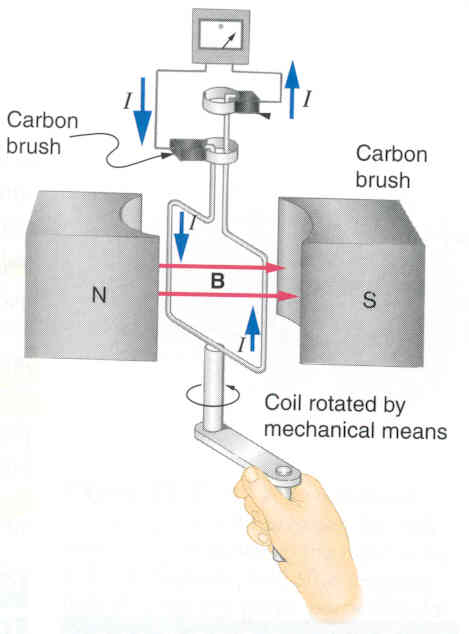 I
I
Carbon
brush
Carbon
brush
I
B
N
S
I
Coil rotated by
mechanical means